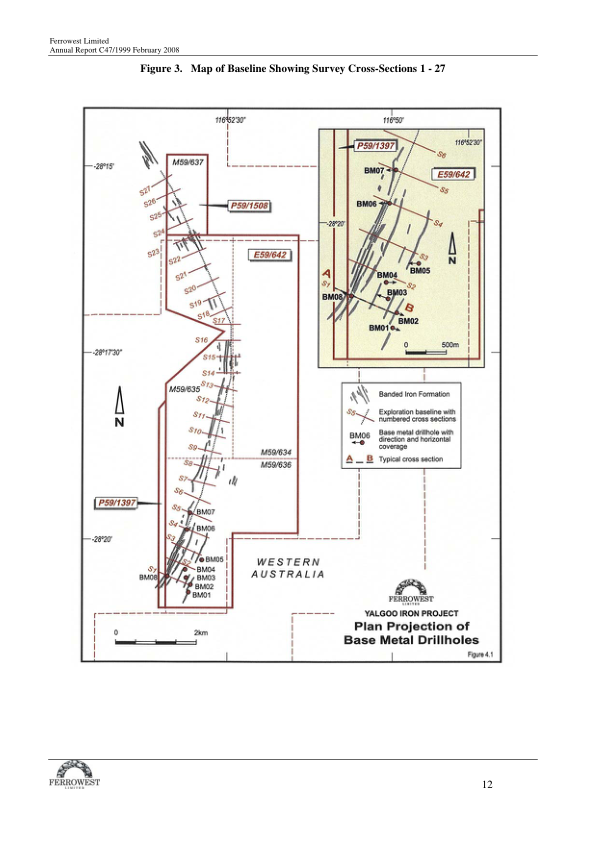 Ferrowest Limited
Annual Report C47/1999 February 2008
Figure 3. Map of Baseline Showing Survey Cross-Sections 1 - 27
116°52'30"
116°50'
-28°15'
M59/637
P59/1508
E59/642
S27
S26
S25
S24
S23
S22
S21
S20
S19
S18
S17
S16
S15
S14
S13
S12
S11
S10
S9
S8
S7
S6
S5
S4
S3
S2
S1
-28°17'30"
N
M59/635
M59/634
M59/636
P59/1397
-28°20'
BM07
BM06
BM05
BM04
BM03
BM02
BM01
BM08
WESTERN
AUSTRALIA
0 2km
P59/1397
116°52'30"
E59/642
S6
S5
S4
S3
S2
S1
BM07
BM06
-28°20'
N
BM05
BM04
BM03
A
BM08
B
BM02
BM01
0 500m
Banded Iron Formation
S5 Exploration baseline with
numbered cross sections
BM06 Base metal drillhole with
direction and horizontal
coverage
A B Typical cross section
FERROWEST
LIMITED
YALGOO IRON PROJECT
Plan Projection of
Base Metal Drillholes
Figure 4.1
FERROWEST
LIMITED
12